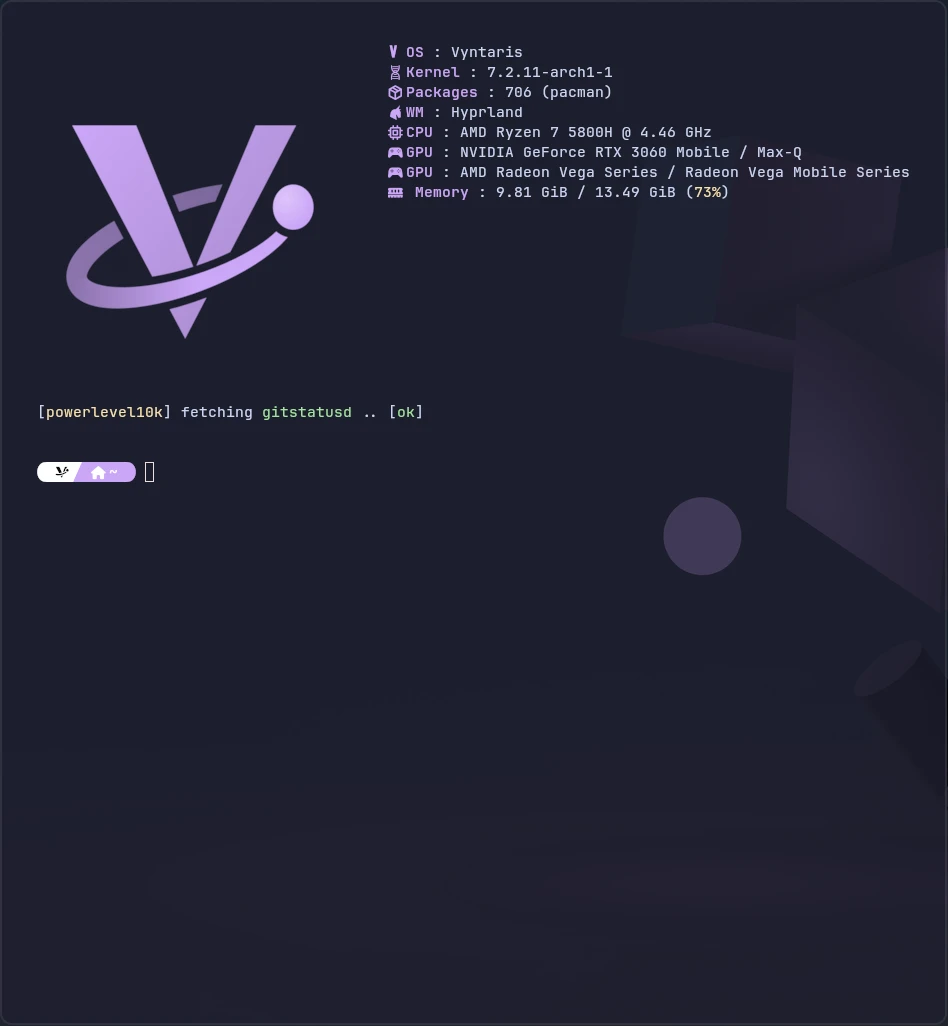 OS : Vyntaris
Kernel : 7.2.11-arch1-1
Packages : 706 (pacman)
WM : Hyprland
CPU : AMD Ryzen 7 5800H @ 4.46 GHz
GPU : NVIDIA GeForce RTX 3060 Mobile / Max-Q
GPU : AMD Radeon Vega Series / Radeon Vega Mobile Series
Memory : 9.81 GiB / 13.49 GiB (73%)
[powerlevel10k] fetching gitstatusd .. [ok]
~